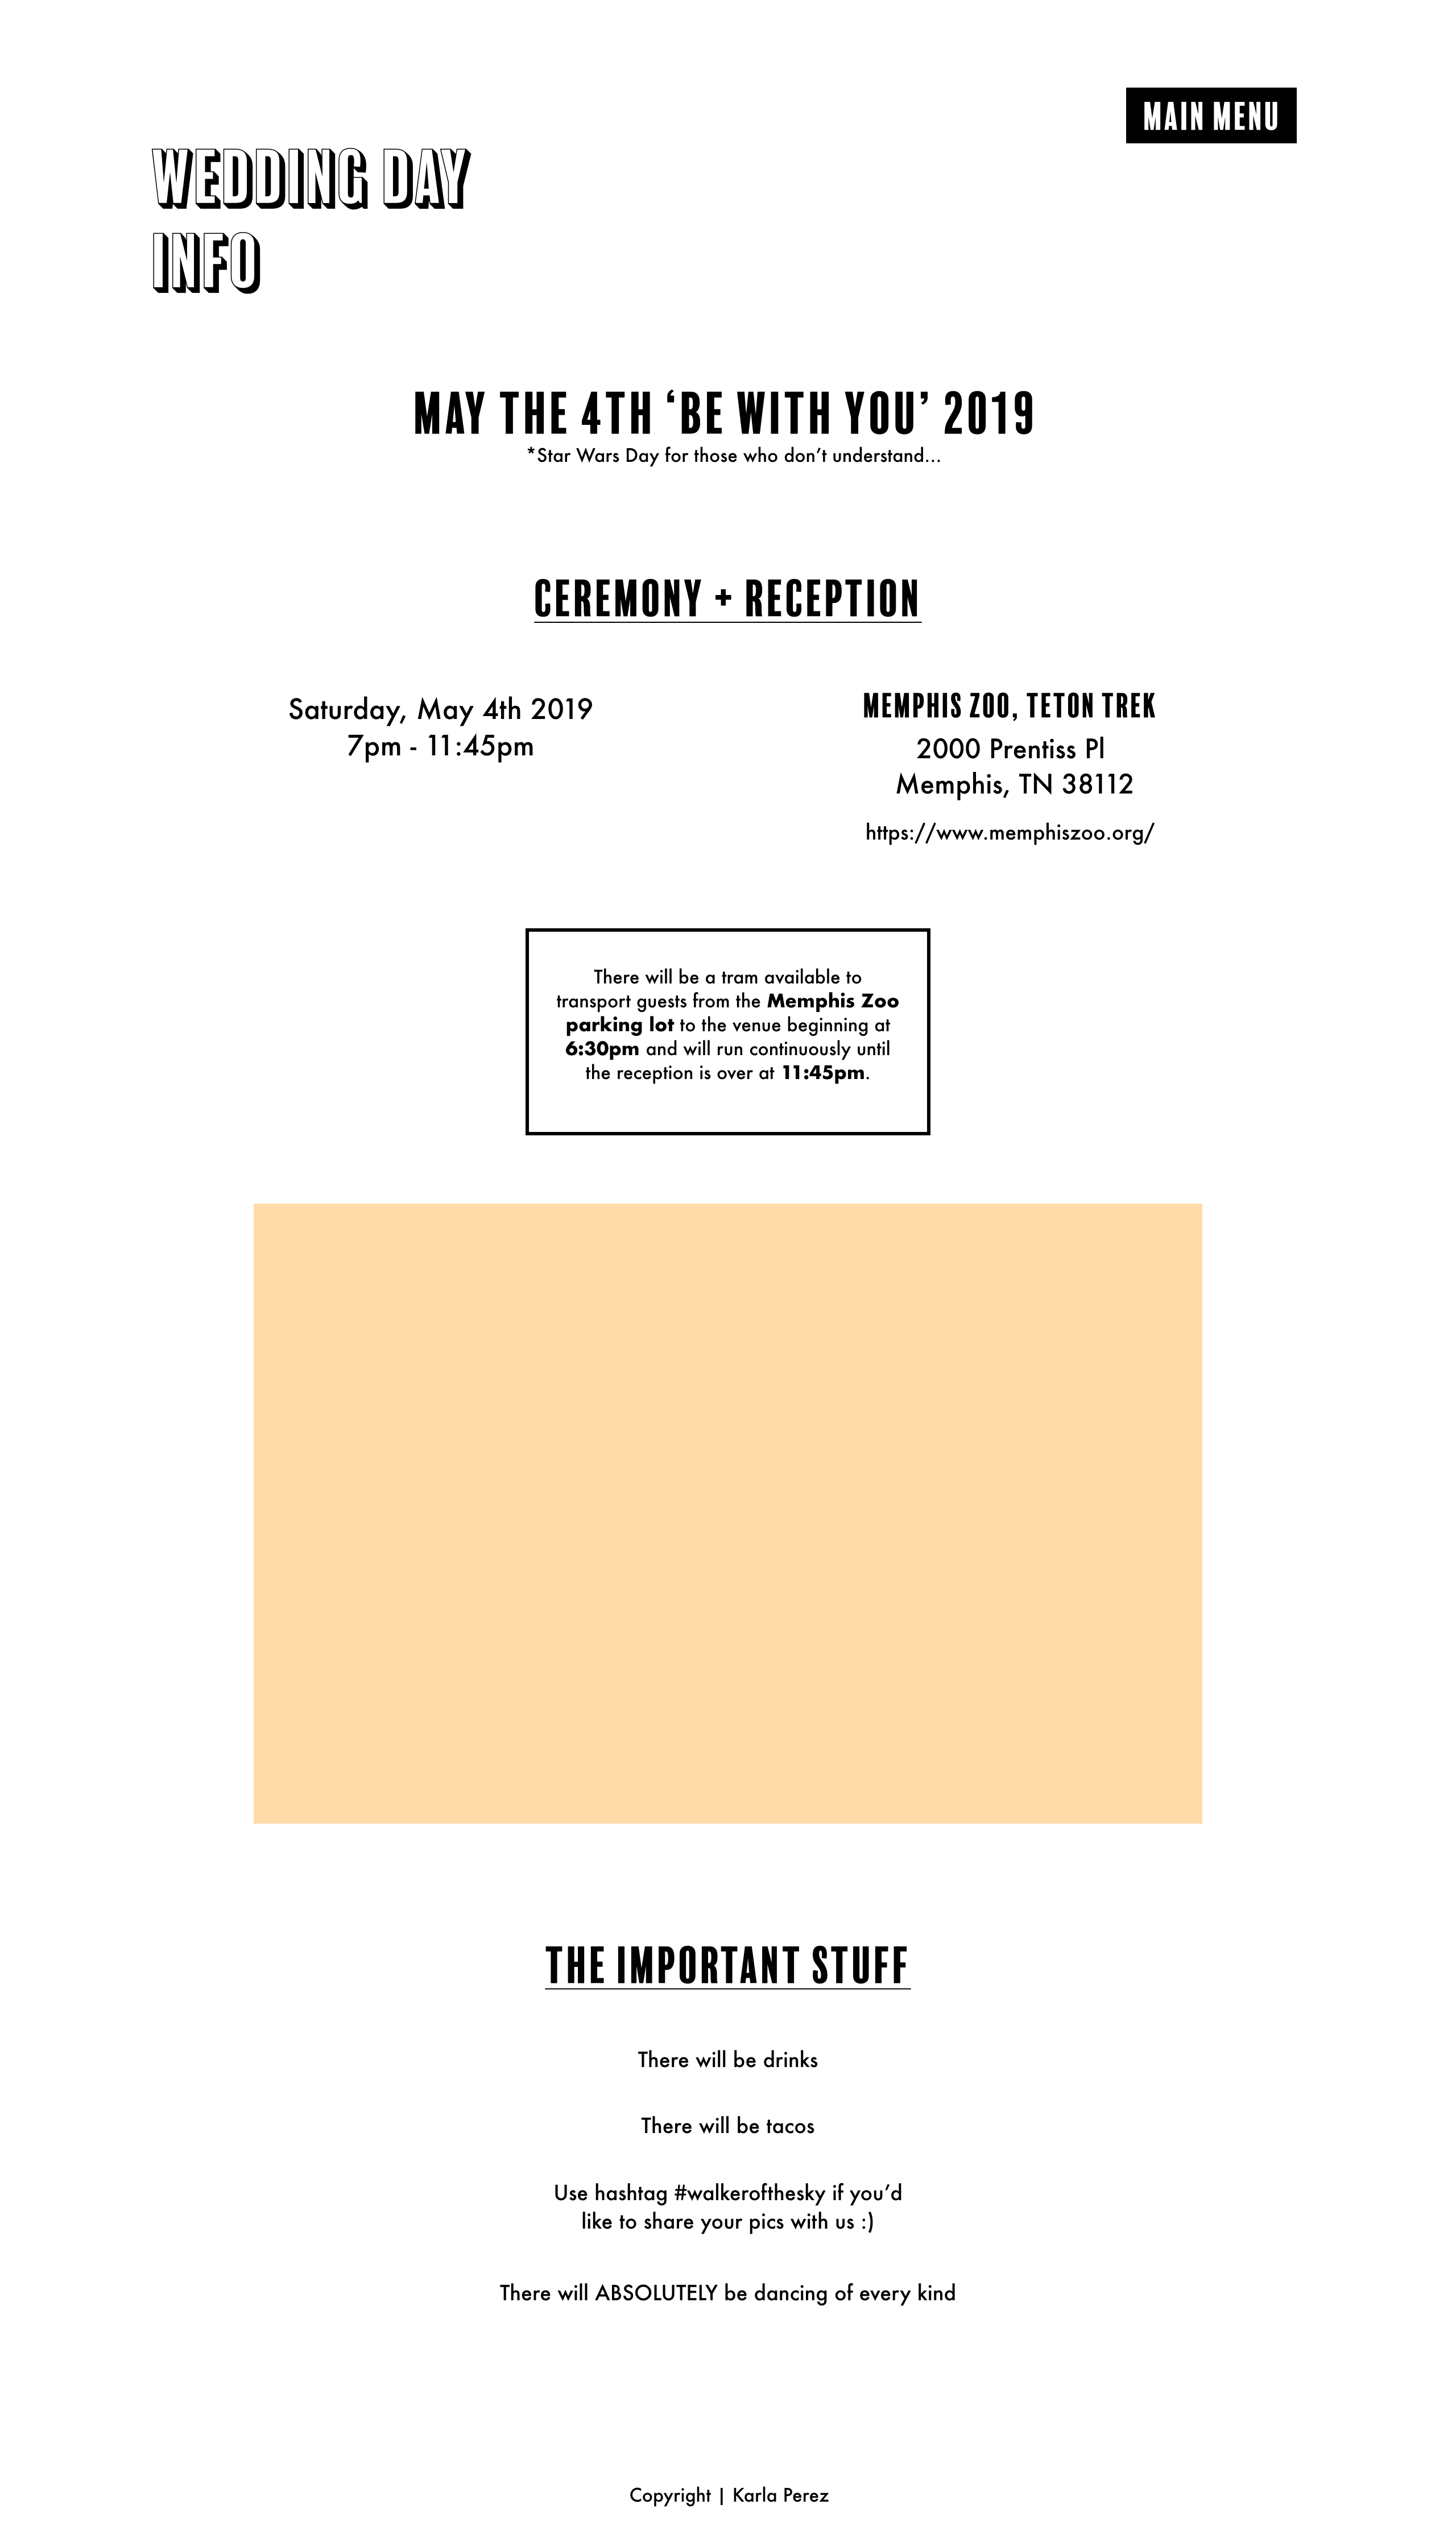 MAIN MENU
WEDDING DAY
INFO
MAY THE 4TH ‘BE WITH YOU’ 2019
*Star Wars Day for those who don’t understand...
CEREMONY + RECEPTION
Saturday, May 4th 2019
7pm - 11:45pm
MEMPHIS ZOO, TETON TREK
2000 Prentiss Pl
Memphis, TN 38112
https://www.memphiszoo.org/
There will be a tram available to
transport guests from the Memphis Zoo
parking lot to the venue beginning at
6:30pm and will run continuously until
the reception is over at 11:45pm.
THE IMPORTANT STUFF
There will be drinks
There will be tacos
Use hashtag #walkerofthesky if you’d
like to share your pics with us :)
There will ABSOLUTELY be dancing of every kind
Copyright | Karla Perez